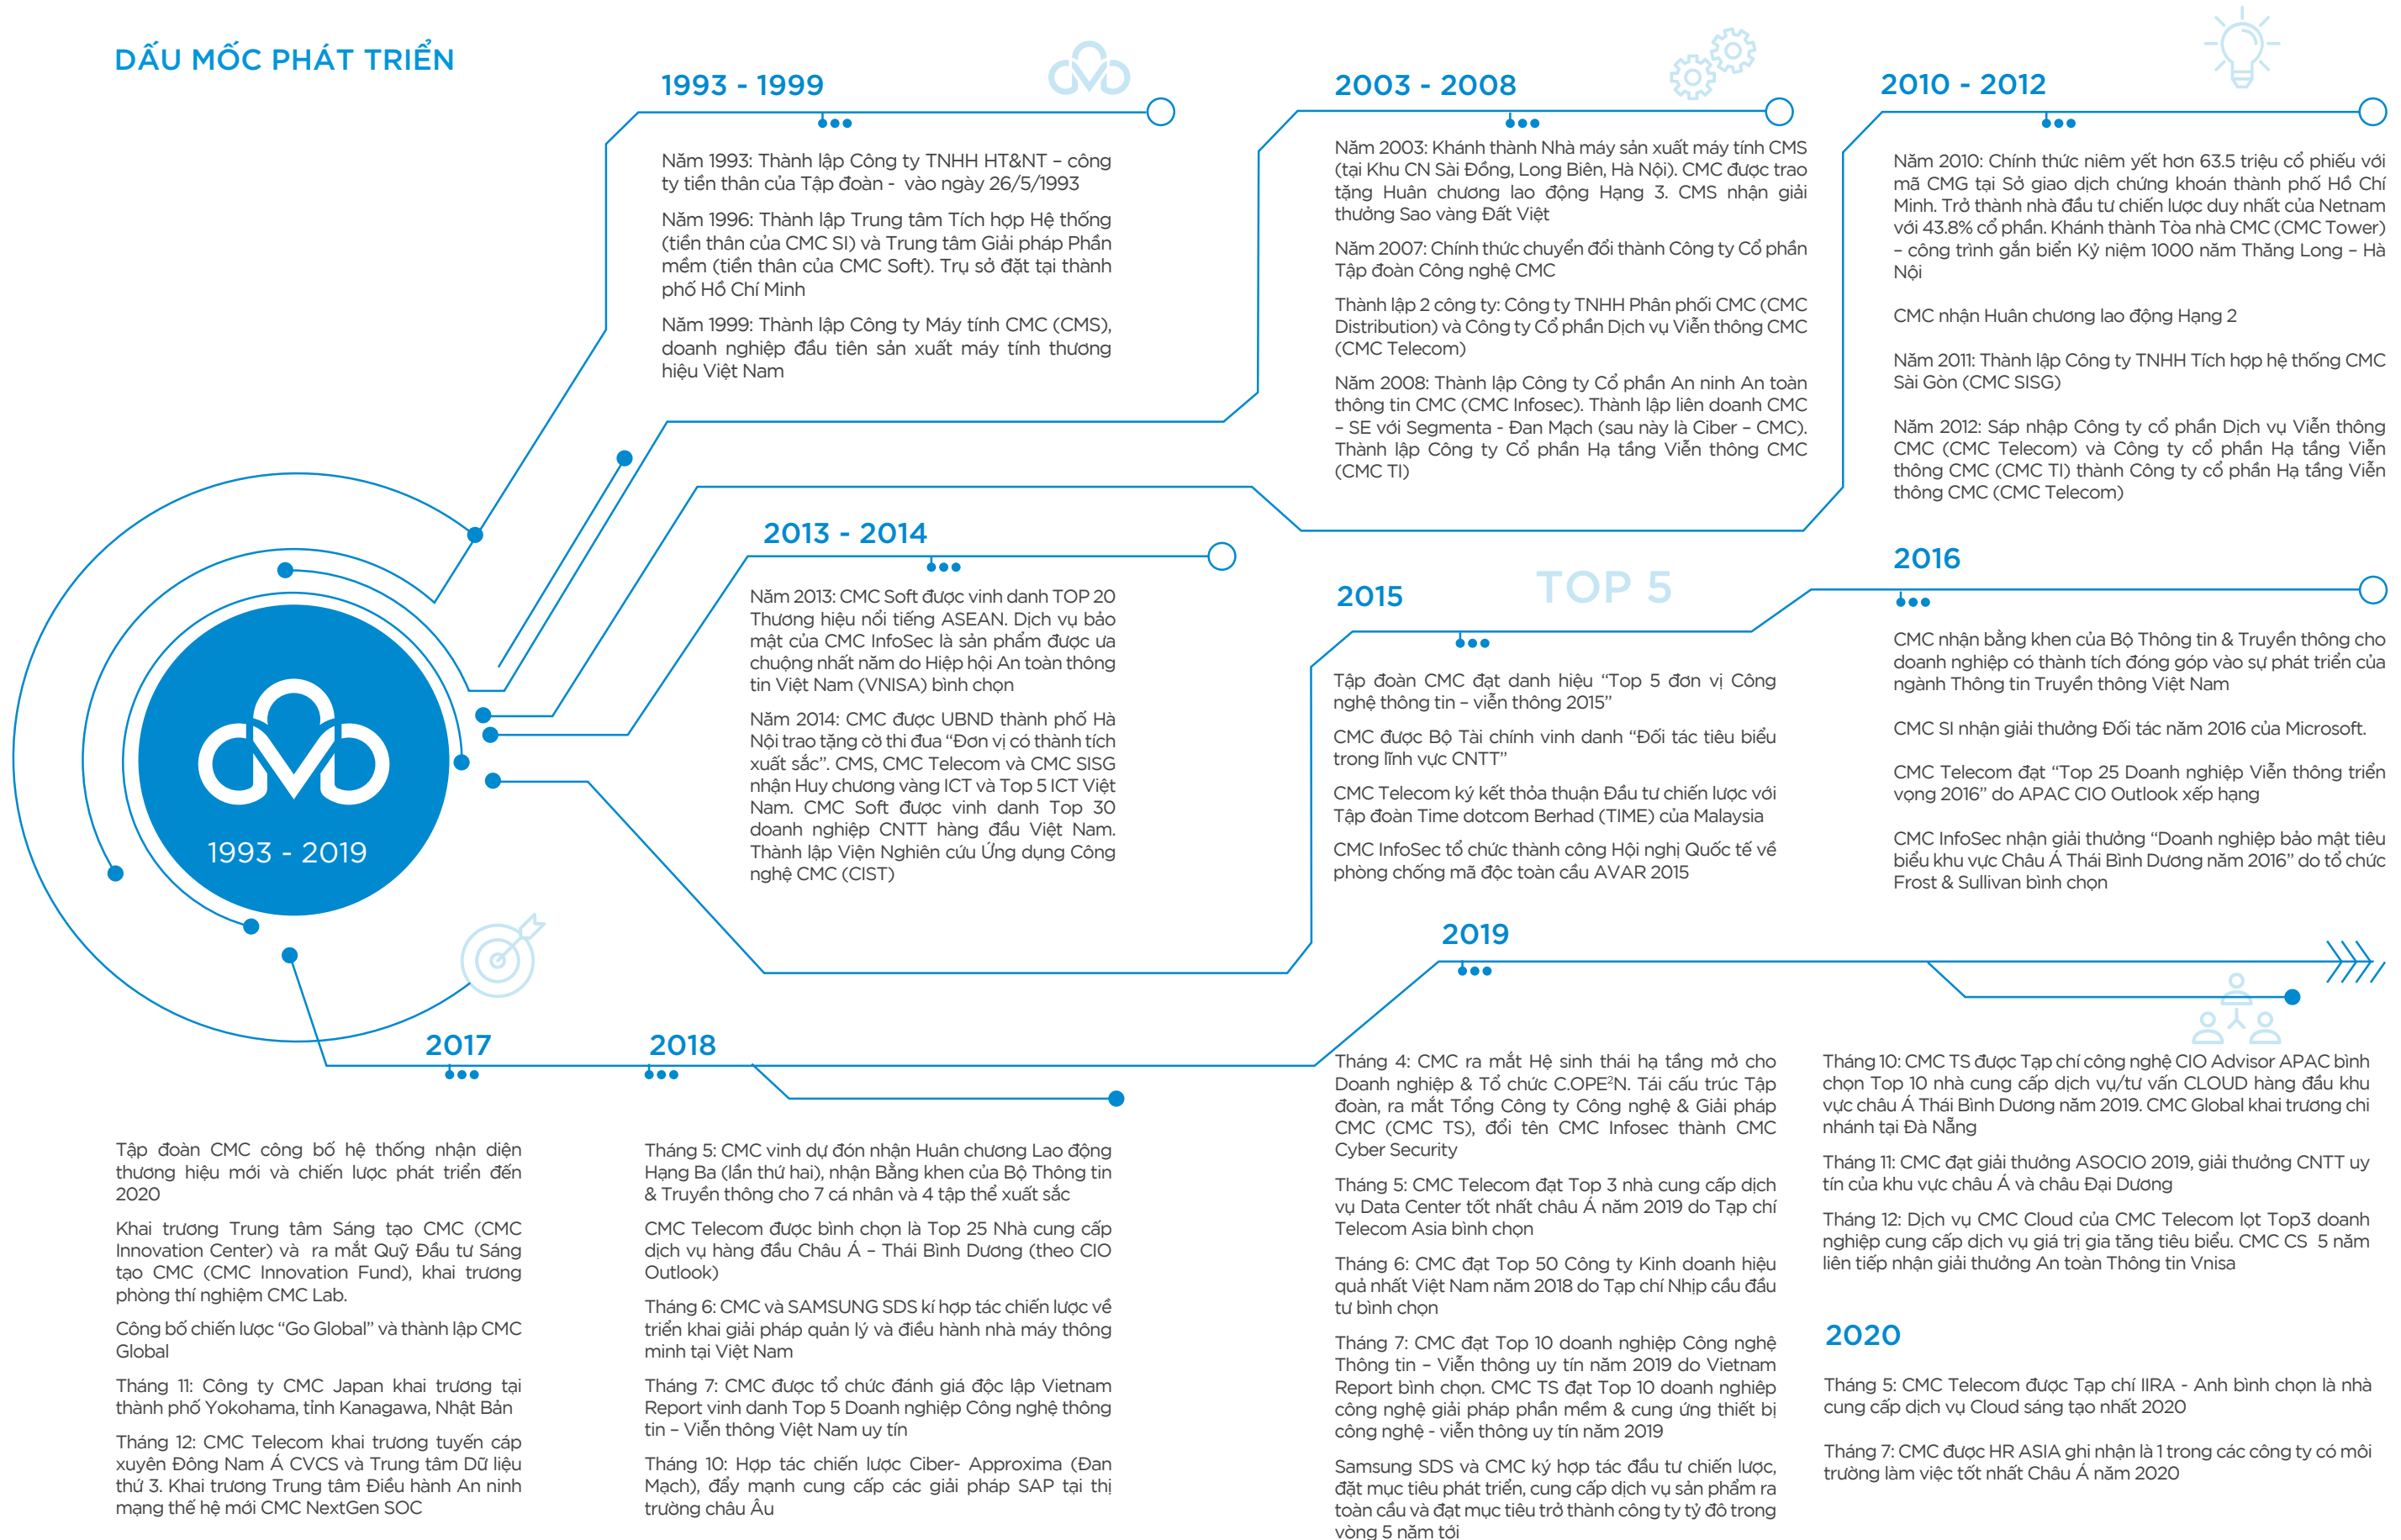 DẤU MỐC PHÁT TRIỂN
1993 - 1999
Năm 1993: Thành lập Công ty TNHH HT&NT – công
ty tiền thân của Tập đoàn - vào ngày 26/5/1993
Năm 1996: Thành lập Trung tâm Tích hợp Hệ thống
(tiền thân của CMC SI) và Trung tâm Giải pháp Phần
mềm (tiền thân của CMC Soft). Trụ sở đặt tại thành
phố Hồ Chí Minh
Năm 1999: Thành lập Công ty Máy tính CMC (CMS),
doanh nghiệp đầu tiên sản xuất máy tính thương
hiệu Việt Nam
2003 - 2008
Năm 2003: Khánh thành Nhà máy sản xuất máy tính CMS
(tại Khu CN Sài Đồng, Long Biên, Hà Nội). CMC được trao
tặng Huân chương lao động Hạng 3. CMS nhận giải
thưởng Sao vàng Đất Việt
Năm 2007: Chính thức chuyển đổi thành Công ty Cổ phần
Tập đoàn Công nghệ CMC
Thành lập 2 công ty: Công ty TNHH Phân phối CMC (CMC
Distribution) và Công ty Cổ phần Dịch vụ Viễn thông CMC
(CMC Telecom)
Năm 2008: Thành lập Công ty Cổ phần An ninh An toàn
thông tin CMC (CMC Infosec). Thành lập liên doanh CMC
– SE với Segmenta - Đan Mạch (sau này là Ciber – CMC).
Thành lập Công ty Cổ phần Hạ tầng Viễn thông CMC
(CMC TI)
2010 - 2012
Năm 2010: Chính thức niêm yết hơn 63.5 triệu cổ phiếu với
mã CMG tại Sở giao dịch chứng khoán thành phố Hồ Chí
Minh. Trở thành nhà đầu tư chiến lược duy nhất của Netnam
với 43.8% cổ phần. Khánh thành Tòa nhà CMC (CMC Tower)
– công trình gắn biển Kỷ niệm 1000 năm Thăng Long – Hà
Nội
CMC nhận Huân chương lao động Hạng 2
Năm 2011: Thành lập Công ty TNHH Tích hợp hệ thống CMC
Sài Gòn (CMC SISG)
Năm 2012: Sáp nhập Công ty cổ phần Dịch vụ Viễn thông
CMC (CMC Telecom) và Công ty cổ phần Hạ tầng Viễn
thông CMC (CMC TI) thành Công ty cổ phần Hạ tầng Viễn
thông CMC (CMC Telecom)
1993 - 2019
2013 - 2014
Năm 2013: CMC Soft được vinh danh TOP 20
Thương hiệu nổi tiếng ASEAN. Dịch vụ bảo
mật của CMC InfoSec là sản phẩm được ưa
chuộng nhất năm do Hiệp hội An toàn thông
tin Việt Nam (VNISA) bình chọn
Năm 2014: CMC được UBND thành phố Hà
Nội trao tặng cờ thi đua “Đơn vị có thành tích
xuất sắc”. CMS, CMC Telecom và CMC SISG
nhận Huy chương vàng ICT và Top 5 ICT Việt
Nam. CMC Soft được vinh danh Top 30
doanh nghiệp CNTT hàng đầu Việt Nam.
Thành lập Viện Nghiên cứu Ứng dụng Công
nghệ CMC (CIST)
2015
TOP 5
Tập đoàn CMC đạt danh hiệu “Top 5 đơn vị Công
nghệ thông tin – viễn thông 2015”
CMC được Bộ Tài chính vinh danh “Đối tác tiêu biểu
trong lĩnh vực CNTT”
CMC Telecom ký kết thỏa thuận Đầu tư chiến lược với
Tập đoàn Time dotcom Berhad (TIME) của Malaysia
CMC InfoSec tổ chức thành công Hội nghị Quốc tế về
phòng chống mã độc toàn cầu AVAR 2015
2016
CMC nhận bằng khen của Bộ Thông tin & Truyền thông cho
doanh nghiệp có thành tích đóng góp vào sự phát triển của
ngành Thông tin Truyền thông Việt Nam
CMC SI nhận giải thưởng Đối tác năm 2016 của Microsoft.
CMC Telecom đạt “Top 25 Doanh nghiệp Viễn thông triển
vọng 2016” do APAC CIO Outlook xếp hạng
CMC InfoSec nhận giải thưởng “Doanh nghiệp bảo mật tiêu
biểu khu vực Châu Á Thái Bình Dương năm 2016” do tổ chức
Frost & Sullivan bình chọn
2017
Tập đoàn CMC công bố hệ thống nhận diện
thương hiệu mới và chiến lược phát triển đến
2020
Khai trương Trung tâm Sáng tạo CMC (CMC
Innovation Center) và ra mắt Quỹ Đầu tư Sáng
tạo CMC (CMC Innovation Fund), khai trương
phòng thí nghiệm CMC Lab.
Công bố chiến lược “Go Global” và thành lập CMC
Global
Tháng 11: Công ty CMC Japan khai trương tại
thành phố Yokohama, tỉnh Kanagawa, Nhật Bản
Tháng 12: CMC Telecom khai trương tuyến cáp
xuyên Đông Nam Á CVCS và Trung tâm Dữ liệu
thứ 3. Khai trương Trung tâm Điều hành An ninh
mạng thế hệ mới CMC NextGen SOC
2018
Tháng 5: CMC vinh dự đón nhận Huân chương Lao động
Hạng Ba (lần thứ hai), nhận Bằng khen của Bộ Thông tin
& Truyền thông cho 7 cá nhân và 4 tập thể xuất sắc
CMC Telecom được bình chọn là Top 25 Nhà cung cấp
dịch vụ hàng đầu Châu Á – Thái Bình Dương (theo CIO
Outlook)
Tháng 6: CMC và SAMSUNG SDS kí hợp tác chiến lược về
triển khai giải pháp quản lý và điều hành nhà máy thông
minh tại Việt Nam
Tháng 7: CMC được tổ chức đánh giá độc lập Vietnam
Report vinh danh Top 5 Doanh nghiệp Công nghệ thông
tin – Viễn thông Việt Nam uy tín
Tháng 10: Hợp tác chiến lược Ciber- Approxima (Đan
Mạch), đẩy mạnh cung cấp các giải pháp SAP tại thị
trường châu Âu
2019
Tháng 4: CMC ra mắt Hệ sinh thái hạ tầng mở cho
Doanh nghiệp & Tổ chức C.OPE²N. Tái cấu trúc Tập
đoàn, ra mắt Tổng Công ty Công nghệ & Giải pháp
CMC (CMC TS), đổi tên CMC Infosec thành CMC
Cyber Security
Tháng 5: CMC Telecom đạt Top 3 nhà cung cấp dịch
vụ Data Center tốt nhất châu Á năm 2019 do Tạp chí
Telecom Asia bình chọn
Tháng 6: CMC đạt Top 50 Công ty Kinh doanh hiệu
quả nhất Việt Nam năm 2018 do Tạp chí Nhịp cầu đầu
tư bình chọn
Tháng 7: CMC đạt Top 10 doanh nghiệp Công nghệ
Thông tin – Viễn thông uy tín năm 2019 do Vietnam
Report bình chọn. CMC TS đạt Top 10 doanh nghiêp
công nghệ giải pháp phần mềm & cung ứng thiết bị
công nghệ - viễn thông uy tín năm 2019
Samsung SDS và CMC ký hợp tác đầu tư chiến lược,
đặt mục tiêu phát triển, cung cấp dịch vụ sản phẩm ra
toàn cầu và đạt mục tiêu trở thành công ty tỷ đô trong
vòng 5 năm tới
Tháng 10: CMC TS được Tạp chí công nghệ CIO Advisor APAC bình
chọn Top 10 nhà cung cấp dịch vụ/tư vấn CLOUD hàng đầu khu
vực châu Á Thái Bình Dương năm 2019. CMC Global khai trương chi
nhánh tại Đà Nẵng
Tháng 11: CMC đạt giải thưởng ASOCIO 2019, giải thưởng CNTT uy
tín của khu vực châu Á và châu Đại Dương
Tháng 12: Dịch vụ CMC Cloud của CMC Telecom lọt Top3 doanh
nghiệp cung cấp dịch vụ giá trị gia tăng tiêu biểu. CMC CS 5 năm
liên tiếp nhận giải thưởng An toàn Thông tin Vnisa
2020
Tháng 5: CMC Telecom được Tạp chí IIRA - Anh bình chọn là nhà
cung cấp dịch vụ Cloud sáng tạo nhất 2020
Tháng 7: CMC được HR ASIA ghi nhận là 1 trong các công ty có môi
trường làm việc tốt nhất Châu Á năm 2020